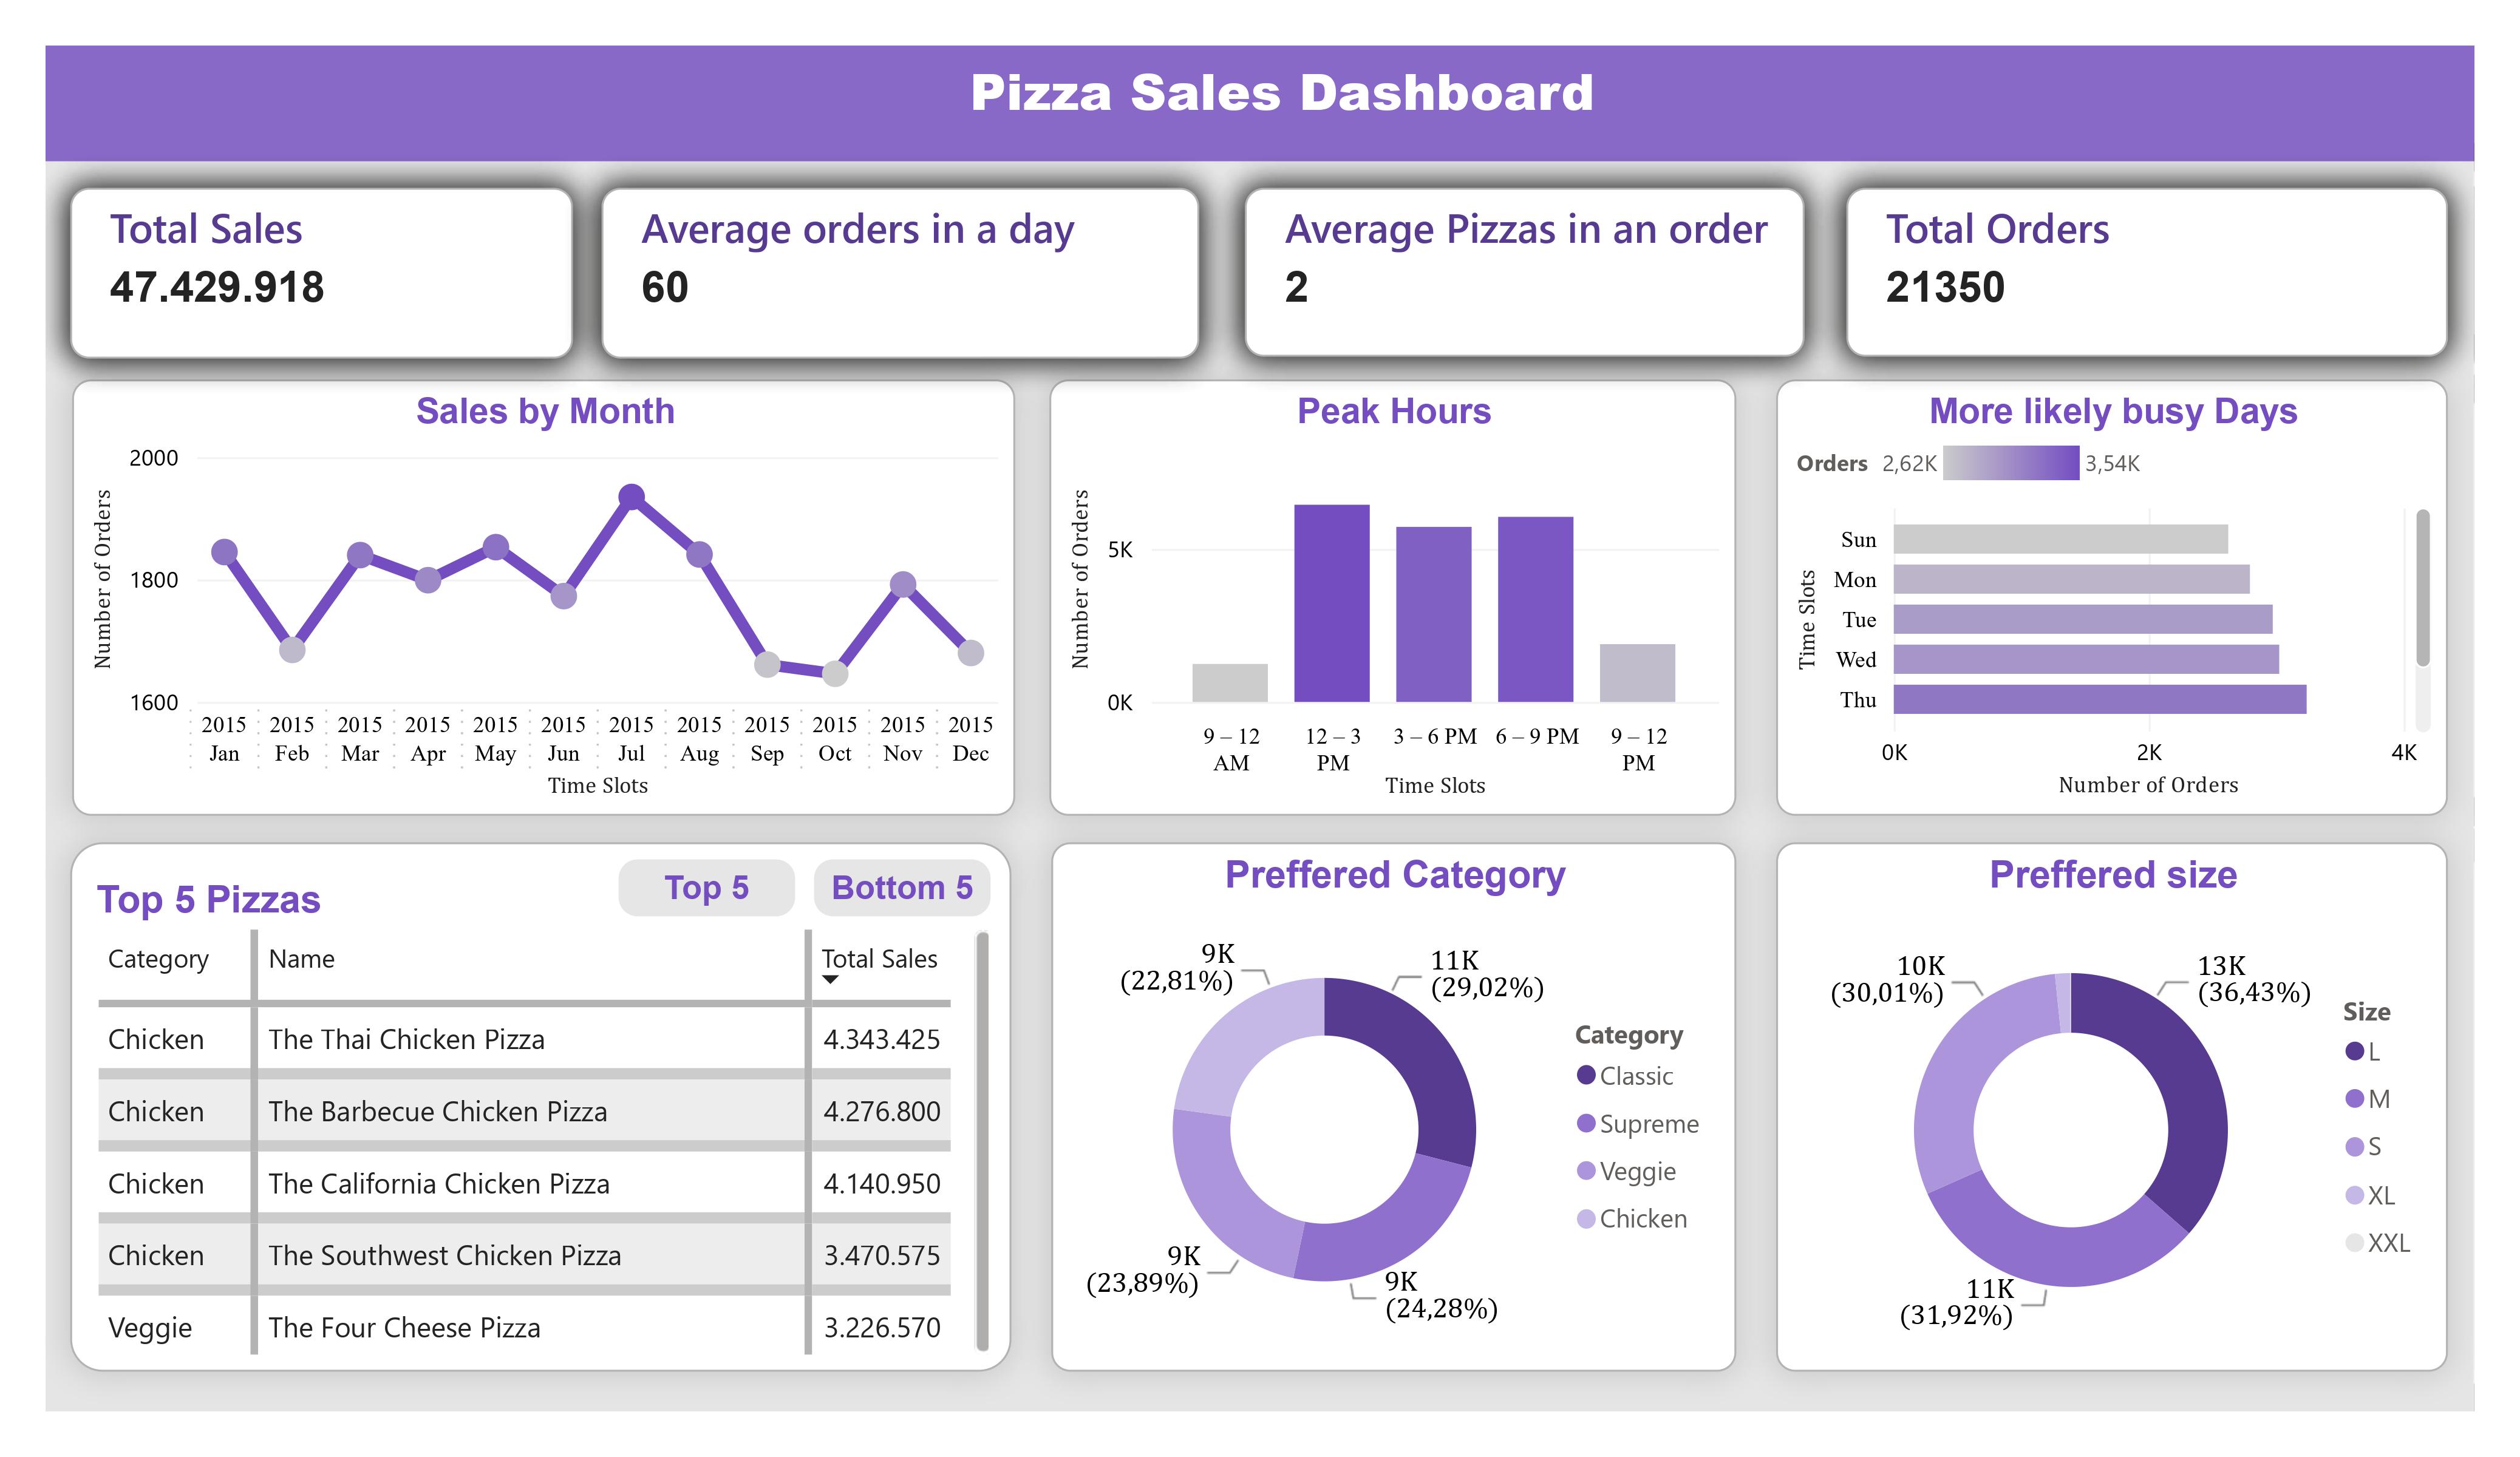 Pizza Sales Dashboard
Total Sales
47.429.918
Average orders in a day
60
Average Pizzas in an order
2
Total Orders
21350
Sales by Month
Number of Orders
2000
1800
1600
2015 Jan
2015 Feb
2015 Mar
2015 Apr
2015 May
2015 Jun
2015 Jul
2015 Aug
2015 Sep
2015 Oct
2015 Nov
2015 Dec
Time Slots
Peak Hours
Number of Orders
5K
0K
9 – 12 AM
12 – 3 PM
3 – 6 PM
6 – 9 PM
9 – 12 PM
Time Slots
More likely busy Days
Orders 2,62K 3,54K
Time Slots
Sun
Mon
Tue
Wed
Thu
0K 2K 4K
Number of Orders
Top 5 Pizzas
Top 5
Bottom 5
Category Name Total Sales
Chicken The Thai Chicken Pizza 4.343.425
Chicken The Barbecue Chicken Pizza 4.276.800
Chicken The California Chicken Pizza 4.140.950
Chicken The Southwest Chicken Pizza 3.470.575
Veggie The Four Cheese Pizza 3.226.570
Preffered Category
9K
(22,81%)
11K
(29,02%)
9K
(23,89%)
9K
(24,28%)
Category
Classic
Supreme
Veggie
Chicken
Preffered size
10K
(30,01%)
13K
(36,43%)
11K
(31,92%)
Size
L
M
S
XL
XXL